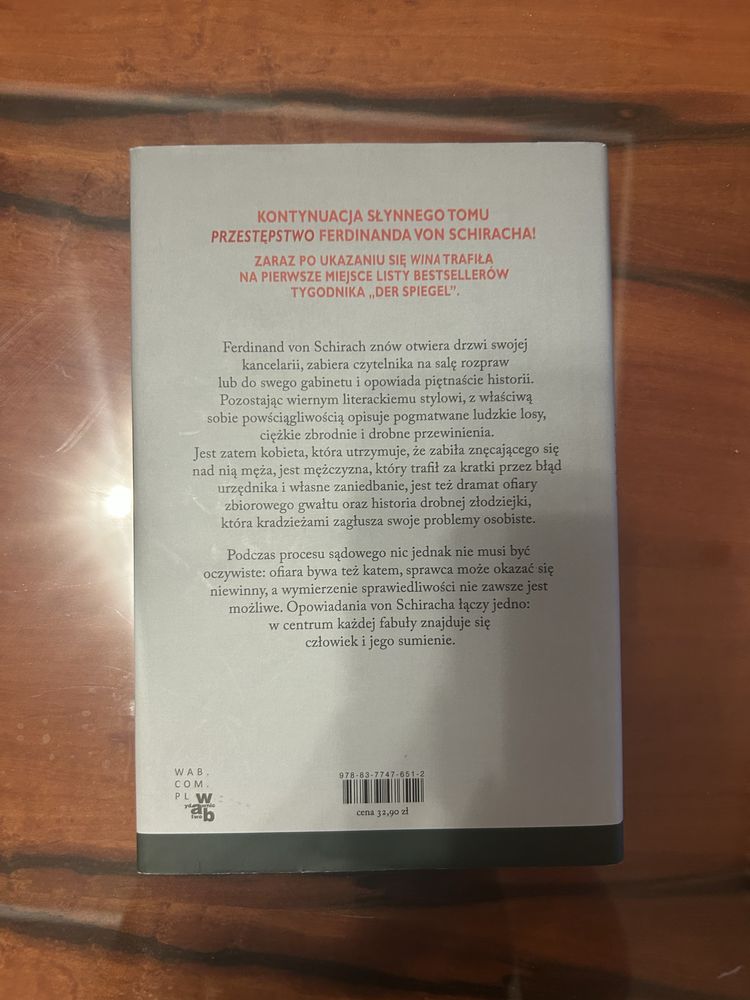 KONTYNUACJA SŁYNNEGO TOMU
PRZESTĘPSTWO FERDINANDA VON SCHIRACHA!
ZARAZ PO UKAZANIU SIĘ WINA TRAFIŁA
NA PIERWSZE MIEJSCE LISTY BESTSELLERÓW
TYGODNIKA „DER SPIEGEL”.
Ferdinand von Schirach znów otwiera drzwi swojej
kancelarii, zabiera czytelnika na salę rozpraw
lub do swego gabinetu i opowiada piętnaście historii.
Pozostając wiernym literackiemu stylowi, z właściwą
sobie powściągliwością opisuje pogmatwane ludzkie losy,
ciężkie zbrodnie i drobne przewinienia.
Jest zatem kobieta, która utrzymuje, że zabiła znęcającego się
nad nią męża, jest mężczyzna, który trafił za kratki przez błąd
urzędnika i własne zaniedbanie, jest też dramat ofiary
zbiorowego gwałtu oraz historia drobnej złodziejki,
która kradzieżami zagłusza swoje problemy osobiste.
Podczas procesu sądowego nic jednak nie musi być
oczywiste: ofiara bywa też katem, sprawca może okazać się
niewinny, a wymierzenie sprawiedliwości nie zawsze jest
możliwe. Opowiadania von Schiracha łączy jedno:
w centrum każdej fabuły znajduje się
człowiek i jego sumienie.
WAB.
COM.
PL
wydawnictwo
wab
978-83-7747-651-2
cena 32,90 zł